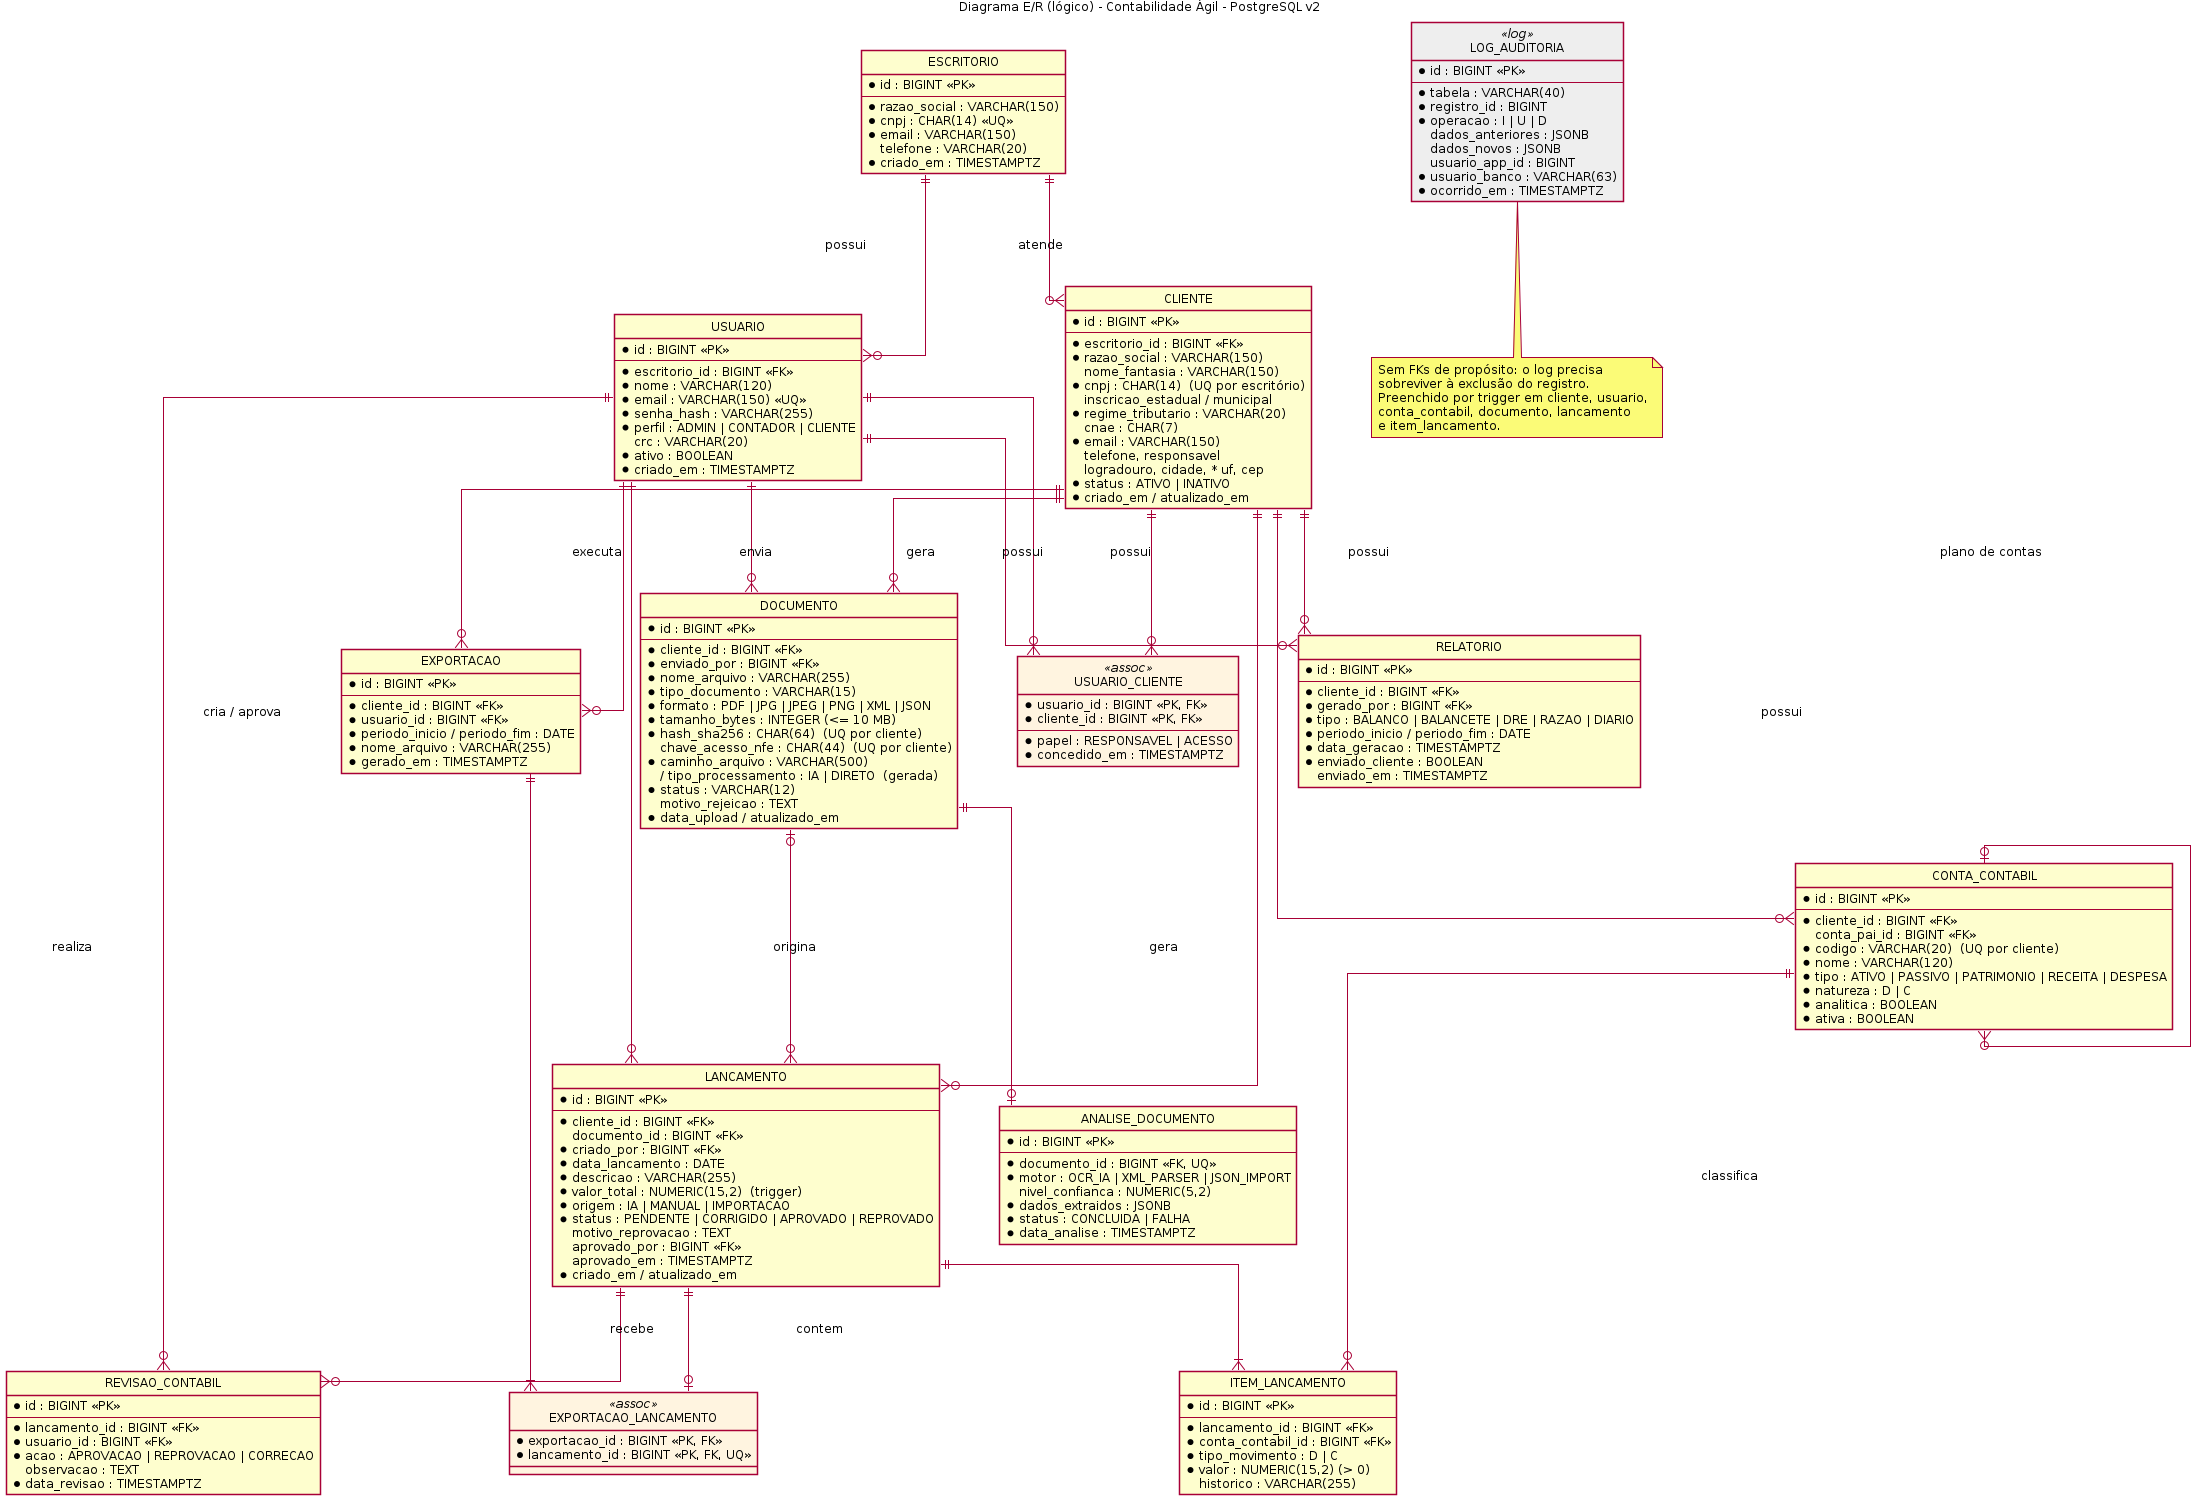 Diagrama E/R (lógico) - Contabilidade Ágil - PostgreSQL v2
«log»
LOG_AUDITORIA
id : BIGINT «PK»
tabela : VARCHAR(40)
registro_id : BIGINT
operacao : I | U | D
dados_anteriores : JSONB
dados_novos : JSONB
usuario_app_id : BIGINT
usuario_banco : VARCHAR(63)
ocorrido_em : TIMESTAMPTZ
ESCRITORIO
id : BIGINT «PK»
razao_social : VARCHAR(150)
cnpj : CHAR(14) «UQ»
email : VARCHAR(150)
telefone : VARCHAR(20)
criado_em : TIMESTAMPTZ
possui
atende
CLIENTE
id : BIGINT «PK»
escritorio_id : BIGINT «FK»
razao_social : VARCHAR(150)
nome_fantasia : VARCHAR(150)
cnpj : CHAR(14)  (UQ por escritório)
inscricao_estadual / municipal
regime_tributario : VARCHAR(20)
cnae : CHAR(7)
email : VARCHAR(150)
telefone, responsavel
logradouro, cidade, * uf, cep
status : ATIVO | INATIVO
criado_em / atualizado_em
USUARIO
id : BIGINT «PK»
escritorio_id : BIGINT «FK»
nome : VARCHAR(120)
email : VARCHAR(150) «UQ»
senha_hash : VARCHAR(255)
perfil : ADMIN | CONTADOR | CLIENTE
crc : VARCHAR(20)
ativo : BOOLEAN
criado_em : TIMESTAMPTZ
Sem FKs de propósito: o log precisa
sobreviver à exclusão do registro.
Preenchido por trigger em cliente, usuario,
conta_contabil, documento, lancamento
e item_lancamento.
executa
envia
gera
possui
possui
possui
plano de contas
DOCUMENTO
id : BIGINT «PK»
cliente_id : BIGINT «FK»
enviado_por : BIGINT «FK»
nome_arquivo : VARCHAR(255)
tipo_documento : VARCHAR(15)
formato : PDF | JPG | JPEG | PNG | XML | JSON
tamanho_bytes : INTEGER (<= 10 MB)
hash_sha256 : CHAR(64)  (UQ por cliente)
chave_acesso_nfe : CHAR(44)  (UQ por cliente)
caminho_arquivo : VARCHAR(500)
/ tipo_processamento : IA | DIRETO  (gerada)
status : VARCHAR(12)
motivo_rejeicao : TEXT
data_upload / atualizado_em
EXPORTACAO
id : BIGINT «PK»
cliente_id : BIGINT «FK»
usuario_id : BIGINT «FK»
periodo_inicio / periodo_fim : DATE
nome_arquivo : VARCHAR(255)
gerado_em : TIMESTAMPTZ
«assoc»
USUARIO_CLIENTE
usuario_id : BIGINT «PK, FK»
cliente_id : BIGINT «PK, FK»
papel : RESPONSAVEL | ACESSO
concedido_em : TIMESTAMPTZ
RELATORIO
id : BIGINT «PK»
cliente_id : BIGINT «FK»
gerado_por : BIGINT «FK»
tipo : BALANCO | BALANCETE | DRE | RAZAO | DIARIO
periodo_inicio / periodo_fim : DATE
data_geracao : TIMESTAMPTZ
enviado_cliente : BOOLEAN
enviado_em : TIMESTAMPTZ
cria / aprova
possui
CONTA_CONTABIL
id : BIGINT «PK»
cliente_id : BIGINT «FK»
conta_pai_id : BIGINT «FK»
codigo : VARCHAR(20)  (UQ por cliente)
nome : VARCHAR(120)
tipo : ATIVO | PASSIVO | PATRIMONIO | RECEITA | DESPESA
natureza : D | C
analitica : BOOLEAN
ativa : BOOLEAN
realiza
origina
gera
LANCAMENTO
id : BIGINT «PK»
cliente_id : BIGINT «FK»
documento_id : BIGINT «FK»
criado_por : BIGINT «FK»
data_lancamento : DATE
descricao : VARCHAR(255)
valor_total : NUMERIC(15,2)  (trigger)
origem : IA | MANUAL | IMPORTACAO
status : PENDENTE | CORRIGIDO | APROVADO | REPROVADO
motivo_reprovacao : TEXT
aprovado_por : BIGINT «FK»
aprovado_em : TIMESTAMPTZ
criado_em / atualizado_em
ANALISE_DOCUMENTO
id : BIGINT «PK»
documento_id : BIGINT «FK, UQ»
motor : OCR_IA | XML_PARSER | JSON_IMPORT
nivel_confianca : NUMERIC(5,2)
dados_extraidos : JSONB
status : CONCLUIDA | FALHA
data_analise : TIMESTAMPTZ
classifica
recebe
contem
REVISAO_CONTABIL
id : BIGINT «PK»
lancamento_id : BIGINT «FK»
usuario_id : BIGINT «FK»
acao : APROVACAO | REPROVACAO | CORRECAO
observacao : TEXT
data_revisao : TIMESTAMPTZ
«assoc»
EXPORTACAO_LANCAMENTO
exportacao_id : BIGINT «PK, FK»
lancamento_id : BIGINT «PK, FK, UQ»
ITEM_LANCAMENTO
id : BIGINT «PK»
lancamento_id : BIGINT «FK»
conta_contabil_id : BIGINT «FK»
tipo_movimento : D | C
valor : NUMERIC(15,2) (> 0)
historico : VARCHAR(255)